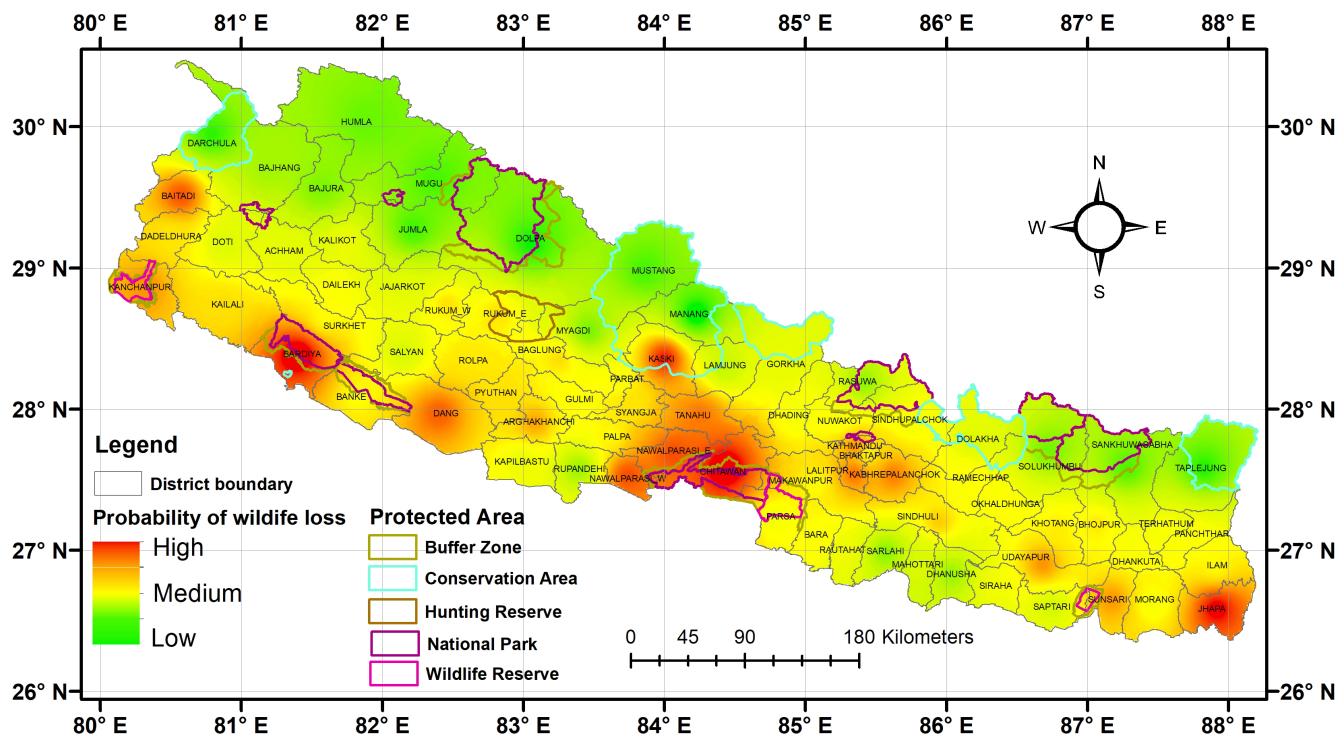 80° E 81° E 82° E 83° E 84° E 85° E 86° E 87° E 88° E
30° N 30° N
29° N 29° N
28° N 28° N
27° N 27° N
26° N 26° N
N
W E
S
HUMLA
DARCHULA
BAJHANG
MUGU
BAJURA
BAITADI
JUMLA
DADELDHURA
DOTI
ACHHAM
KALIKOT
DOLPA
MUSTANG
KANCHANPUR
DAILEKH
JAJARKOT
KAILALI
RUKUM_W
RUKUM_E
MANANG
SURKHET
MYAGDI
BARDIYA
SALYAN
ROLPA
BAGLUNG
KASKI
LAMJUNG
GORKHA
BANKE
PYUTHAN
GULMI
PARBAT
RASUWA
DANG
ARGHAKHANCHI
SYANGJA
TANAHU
DHADING
NUWAKOT
SINDHUPALCHOK
PALPA
DOLAKHA
KAPILBASTU
RUPANDEHI
NAWALPARASI_E
NAWALPARASI_W
CHITAWAN
KATHMANDU
BHAKTAPUR
LALITPUR
KABHREPALANCHOK
MAKAWANPUR
RAMECHHAP
SOLUKHUMBU
SANKHUWASABHA
TAPLEJUNG
PARSA
BARA
SINDHULI
OKHALDHUNGA
KHOTANG
BHOJPUR
TERHATHUM
PANCHTHAR
RAUTAHAT
SARLAHI
MAHOTTARI
DHANUSHA
SIRAHA
UDAYAPUR
DHANKUTA
ILAM
SAPTARI
SUNSARI
MORANG
JHAPA
Legend
District boundary
Probability of wildlife loss
High
Medium
Low
Protected Area
Buffer Zone
Conservation Area
Hunting Reserve
National Park
Wildlife Reserve
0 45 90 180 Kilometers
80° E 81° E 82° E 83° E 84° E 85° E 86° E 87° E 88° E